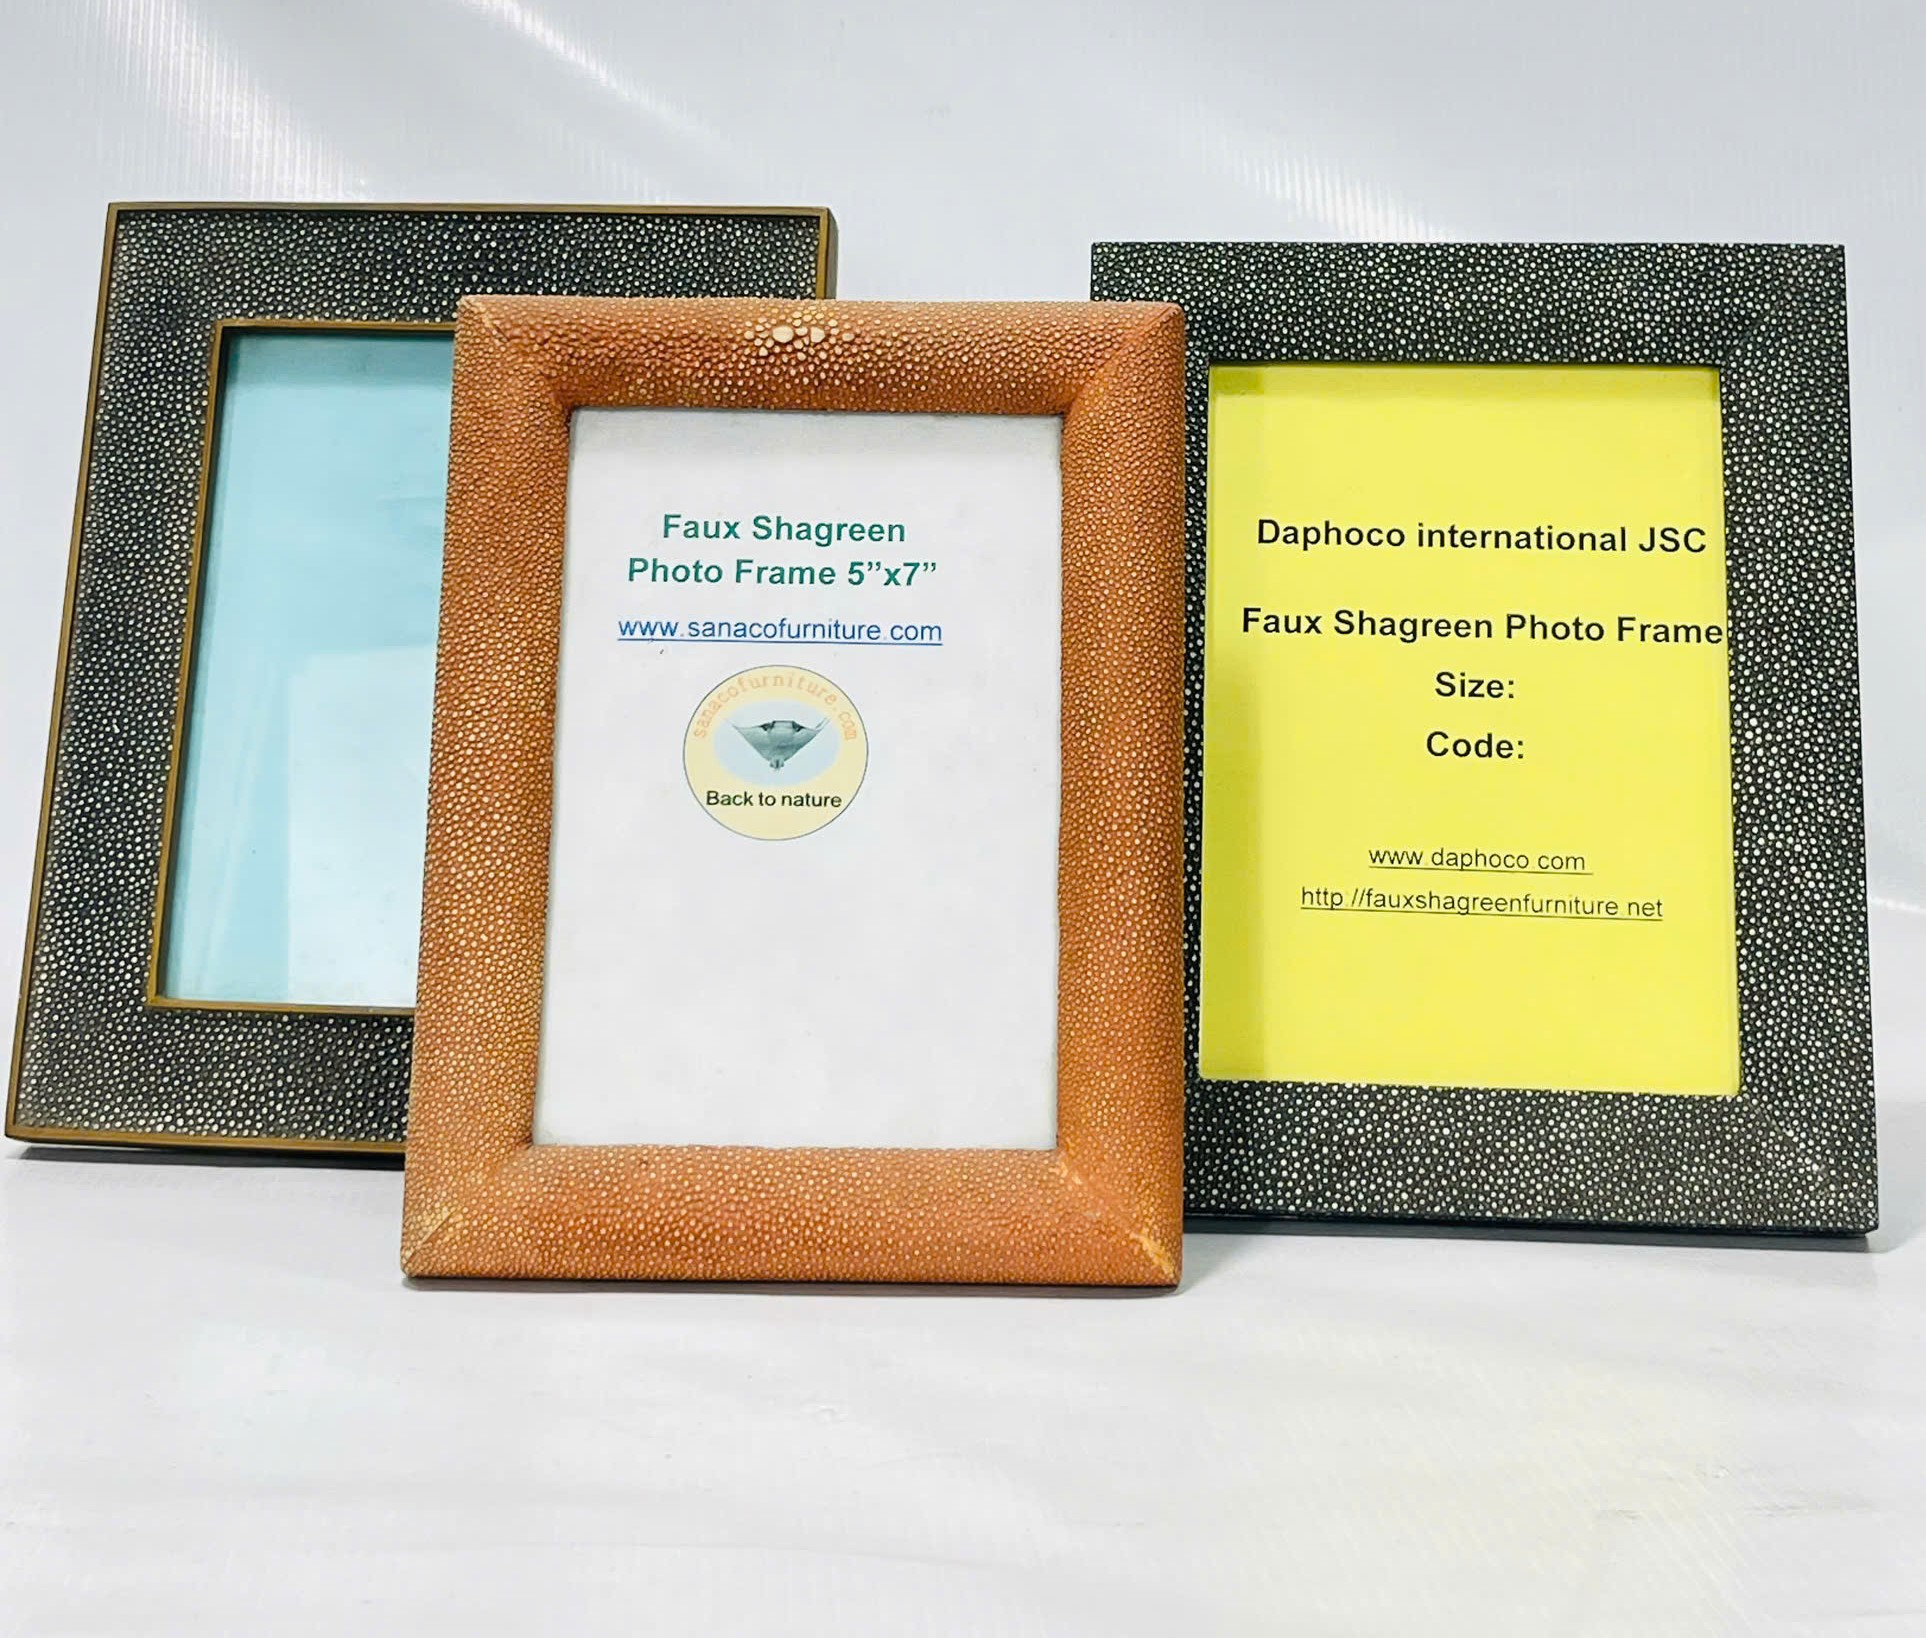 Faux Shagreen
Photo Frame 5”x7”
www.sanacofurniture.com
sanacofurniture.com
Back to nature
Daphoco international JSC
Faux Shagreen Photo Frame
Size:
Code:
www.daphoco.com
http://fauxshagreenfurniture.net